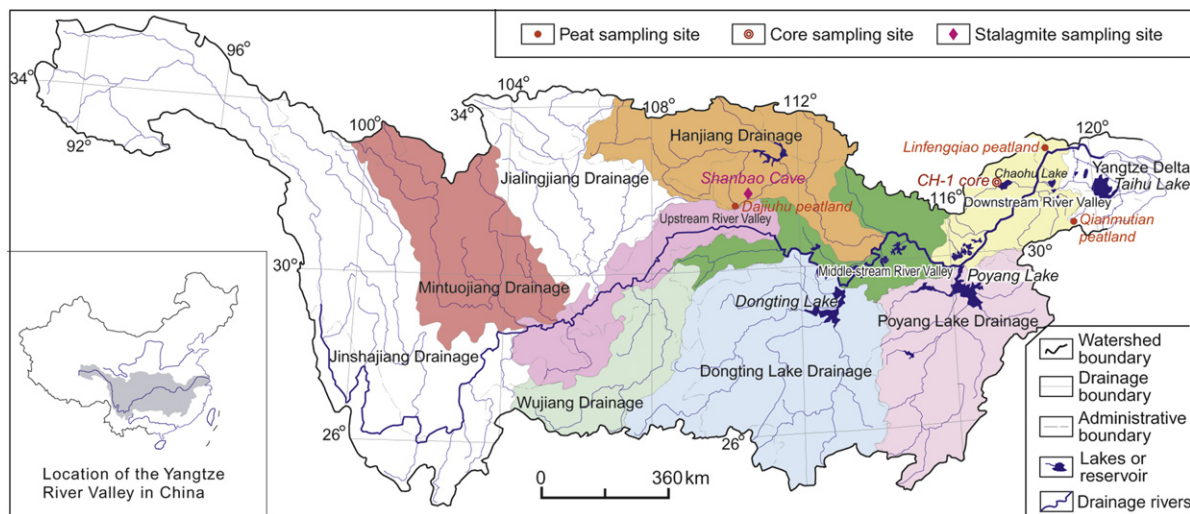 Peat sampling site
Core sampling site
Stalagmite sampling site
96°
34°
92°
100°
34°
104°
108°
112°
116°
120°
30°
30°
26°
26°
Jialingjiang Drainage
Hanjiang Drainage
Shanbao Cave
Dajiuhu peatland
Upstream River Valley
Mintuojiang Drainage
Jinshajiang Drainage
Wujiang Drainage
Middle-stream River Valley
Dongting Lake
Dongting Lake Drainage
Poyang Lake
Poyang Lake Drainage
Linfengqiao peatland
CH-1 core
Chaohu Lake
Downstream River Valley
Yangtze Delta
Taihu Lake
Qianmutian
peatland
0
360 km
Location of the Yangtze
River Valley in China
Watershed
boundary
Drainage
boundary
Administrative
boundary
Lakes or
reservoir
Drainage rivers